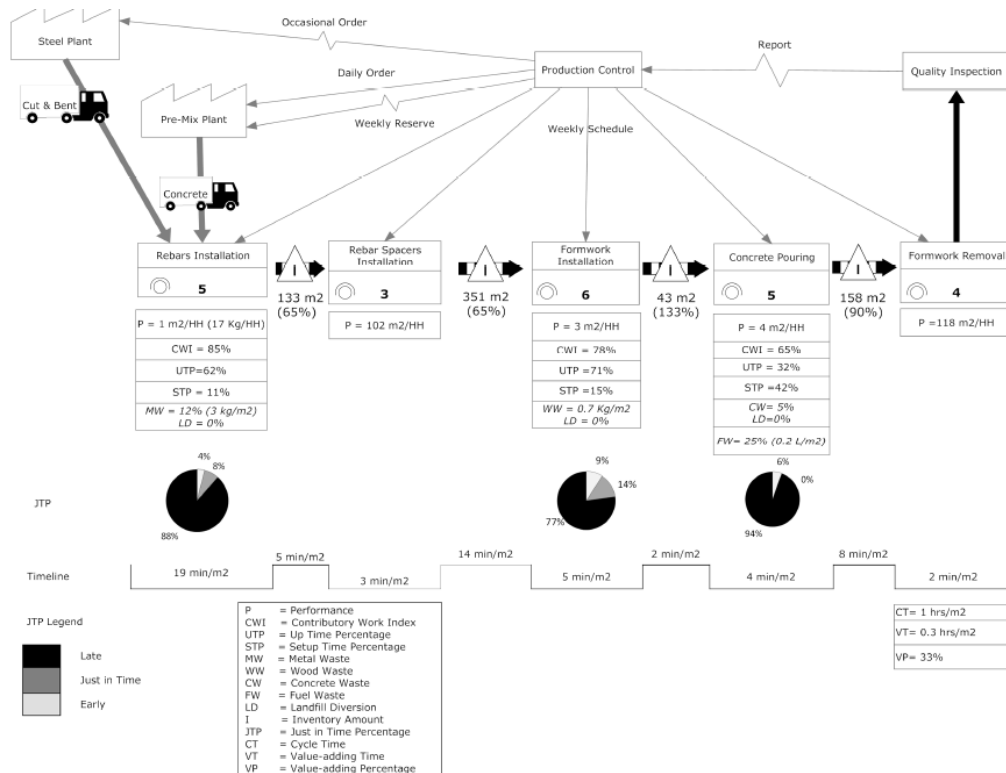 Occasional Order
Steel Plant
Report
Production Control
Quality Inspection
Daily Order
Cut & Bent
Pre-Mix Plant
Weekly Reserve
Weekly Schedule
Concrete
Rebars Installation
I
Rebar Spacers
Installation
I
Formwork
Installation
I
Concrete Pouring
I
Formwork Removal
5
133 m2
(65%)
3
351 m2
(65%)
6
43 m2
(133%)
5
158 m2
(90%)
4
P = 1 m2/HH (17 Kg/HH)
CWI = 85%
UTP=62%
STP = 11%
MW = 12% (3 kg/m2)
LD = 0%
P = 102 m2/HH
P = 3 m2/HH
CWI = 78%
UTP=71%
STP=15%
WW = 0.7 Kg/m2
LD = 0%
P = 4 m2/HH
CWI = 65%
UTP = 32%
STP =42%
CW= 5%
LD=0%
FW= 25% (0.2 L/m2)
P =118 m2/HH
JTP
4%
8%
88%
9%
14%
77%
6%
0%
94%
Timeline
19 min/m2
5 min/m2
3 min/m2
14 min/m2
5 min/m2
2 min/m2
4 min/m2
8 min/m2
2 min/m2
CT= 1 hrs/m2
VT= 0.3 hrs/m2
VP= 33%
JTP Legend
Late
Just in Time
Early
P = Performance
CWI = Contributory Work Index
UTP = Up Time Percentage
STP = Setup Time Percentage
MW = Metal Waste
WW = Wood Waste
CW = Concrete Waste
FW = Fuel Waste
LD = Landfill Diversion
I = Inventory Amount
JTP = Just in Time Percentage
CT = Cycle Time
VT = Value-adding Time
VP = Value-adding Percentage